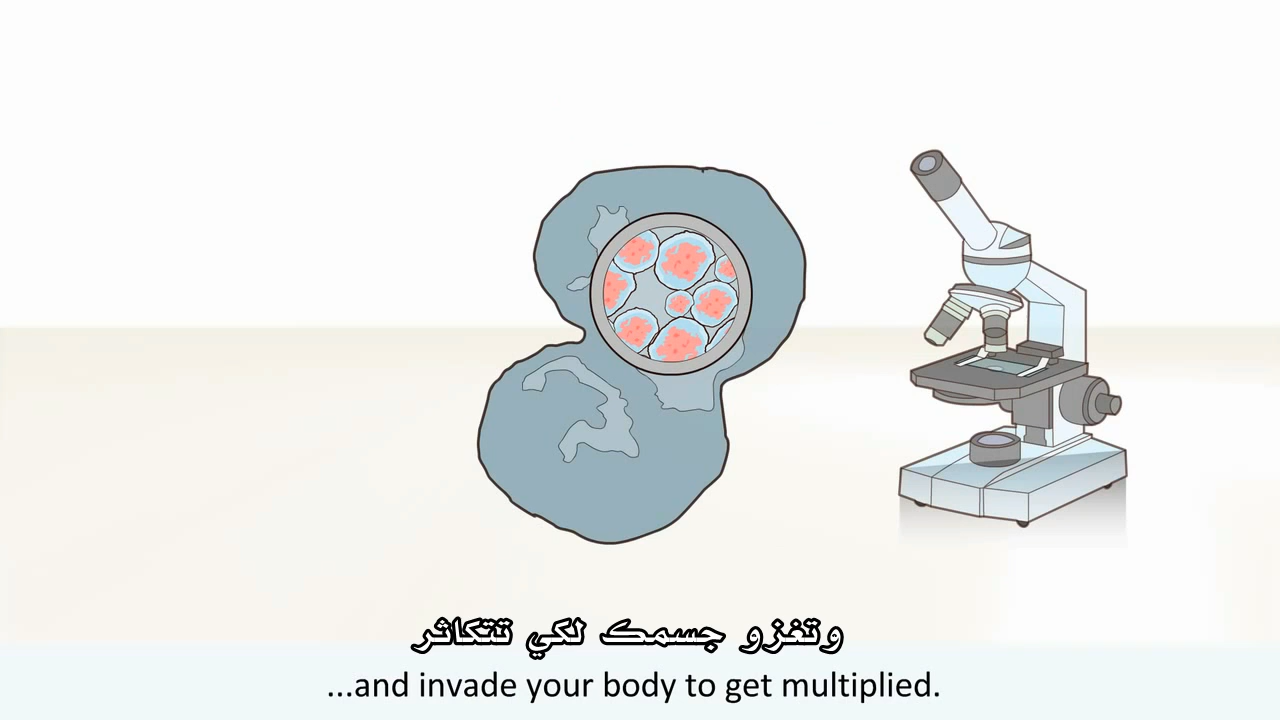 وتغزو جسمك لكي تتكاثر
...and invade your body to get multiplied.